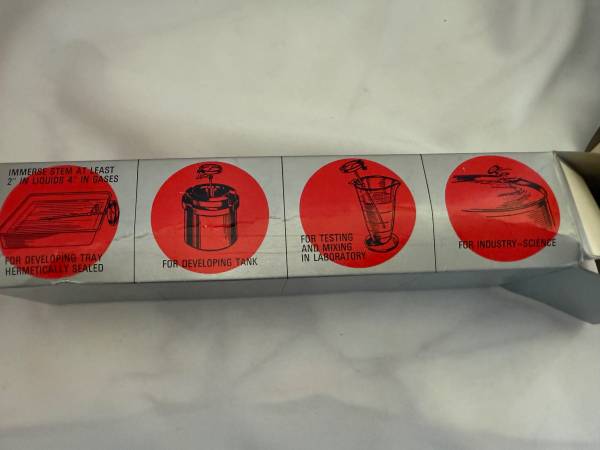 IMMERSE STEM AT LEAST
2" IN LIQUIDS 4" IN GASES
FOR DEVELOPING TRAY
HERMETICALLY SEALED
FOR DEVELOPING TANK
FOR TESTING
AND MIXING
IN LABORATORY
FOR INDUSTRY-SCIENCE